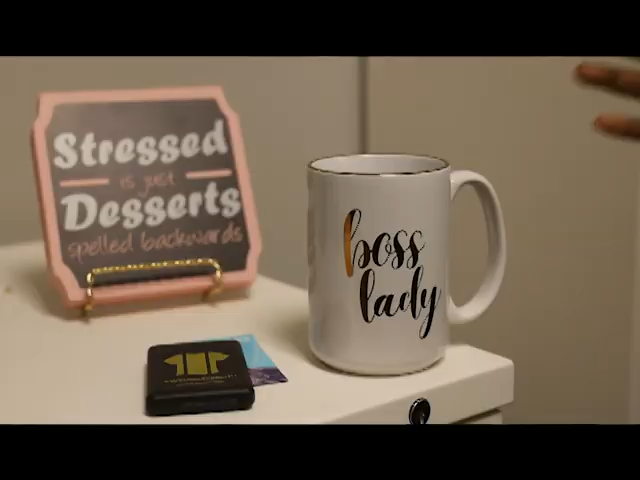 Stressed
is just
Desserts
spelled backwards
boss
lady